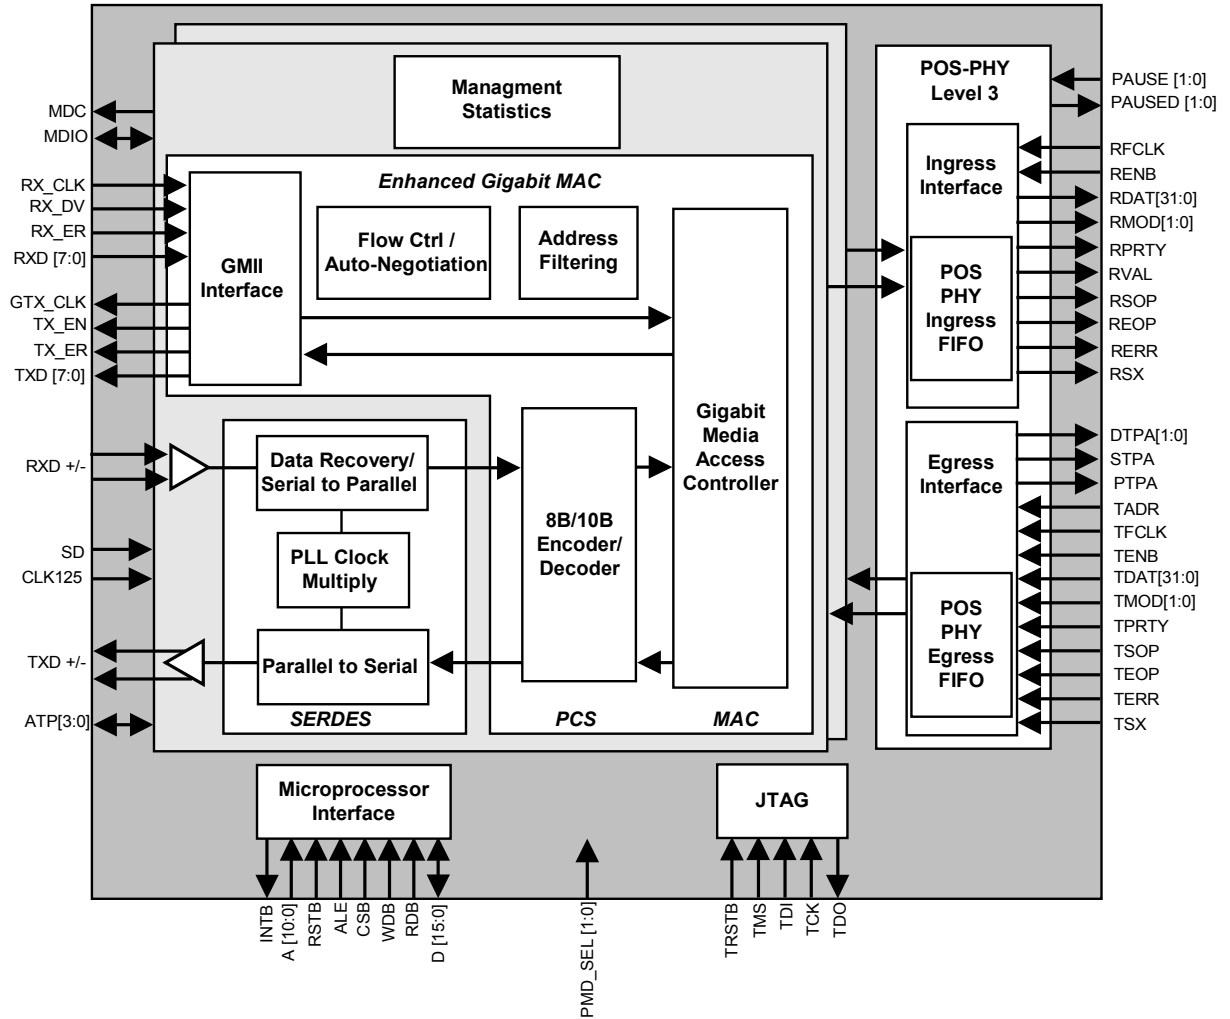 Managment
Statistics
POS-PHY
Level 3
PAUSE [1:0]
PAUSED [1:0]
MDC
MDIO
RX_CLK
RX_DV
RX_ER
RXD [7:0]
GTX_CLK
TX_EN
TX_ER
TXD [7:0]
RXD +/-
SD
CLK125
TXD +/-
ATP[3:0]
Enhanced Gigabit MAC
GMII
Interface
Flow Ctrl /
Auto-Negotiation
Address
Filtering
Gigabit
Media
Access
Controller
Data Recovery/
Serial to Parallel
PLL Clock
Multiply
Parallel to Serial
SERDES
8B/10B
Encoder/
Decoder
PCS
MAC
Ingress
Interface
POS
PHY
Ingress
FIFO
RFCLK
RENB
RDAT[31:0]
RMOD[1:0]
RPRTY
RVAL
RSOP
REOP
RERR
RSX
Egress
Interface
POS
PHY
Egress
FIFO
DTPA[1:0]
STPA
PTPA
TADR
TFCLK
TENB
TDAT[31:0]
TMOD[1:0]
TPRTY
TSOP
TEOP
TERR
TSX
Microprocessor
Interface
JTAG
INTB
A [10:0]
RSTB
ALE
CSB
WDB
RDB
D [15:0]
PMD_SEL [1:0]
TRSTB
TMS
TDI
TCK
TDO